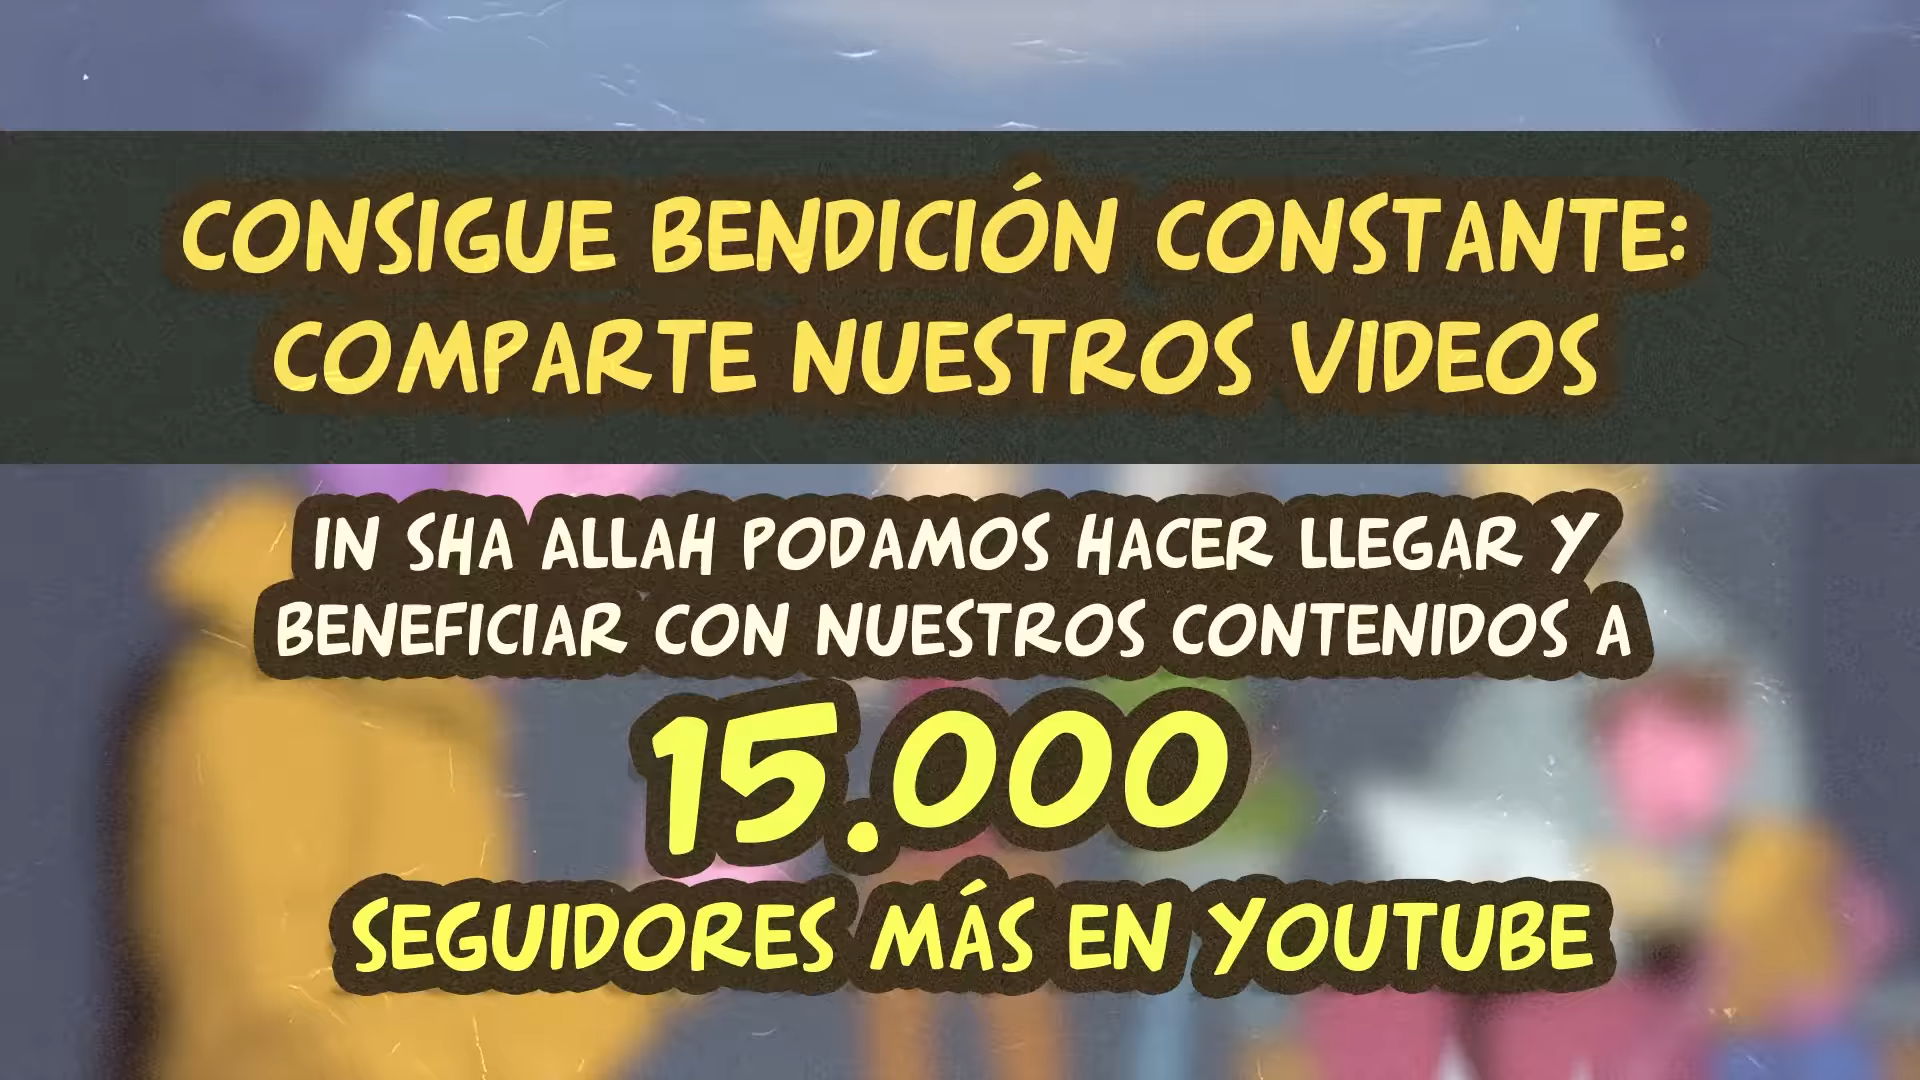 CONSIGUE BENDICIÓN CONSTANTE:
COMPARTE NUESTROS VIDEOS
IN SHA ALLAH PODAMOS HACER LLEGAR Y
BENEFICIAR CON NUESTROS CONTENIDOS A
15.000
SEGUIDORES MÁS EN YOUTUBE